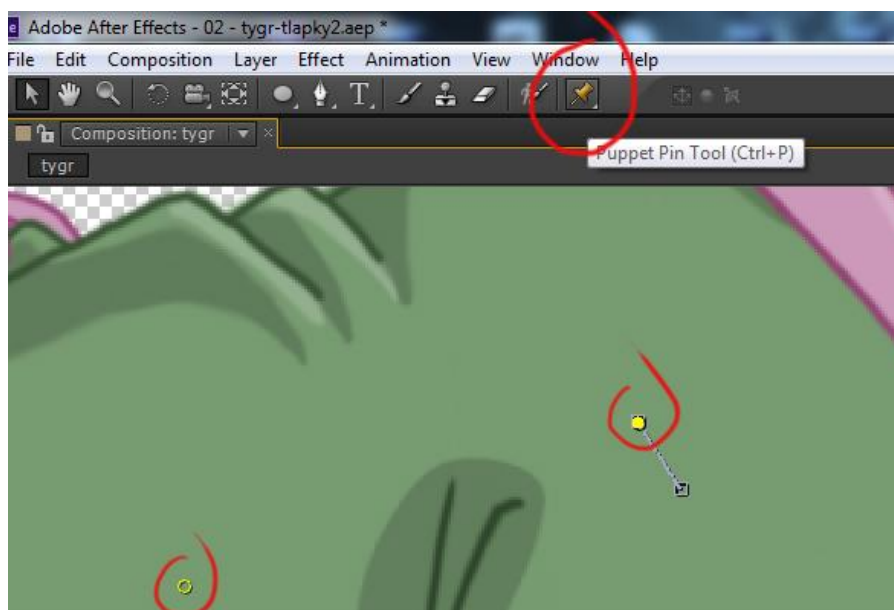 Adobe After Effects - 02 - tygr-tlapky2.aep *
File Edit Composition Layer Effect Animation View Window Help
T
Composition: tygr
Puppet Pin Tool (Ctrl+P)
tygr